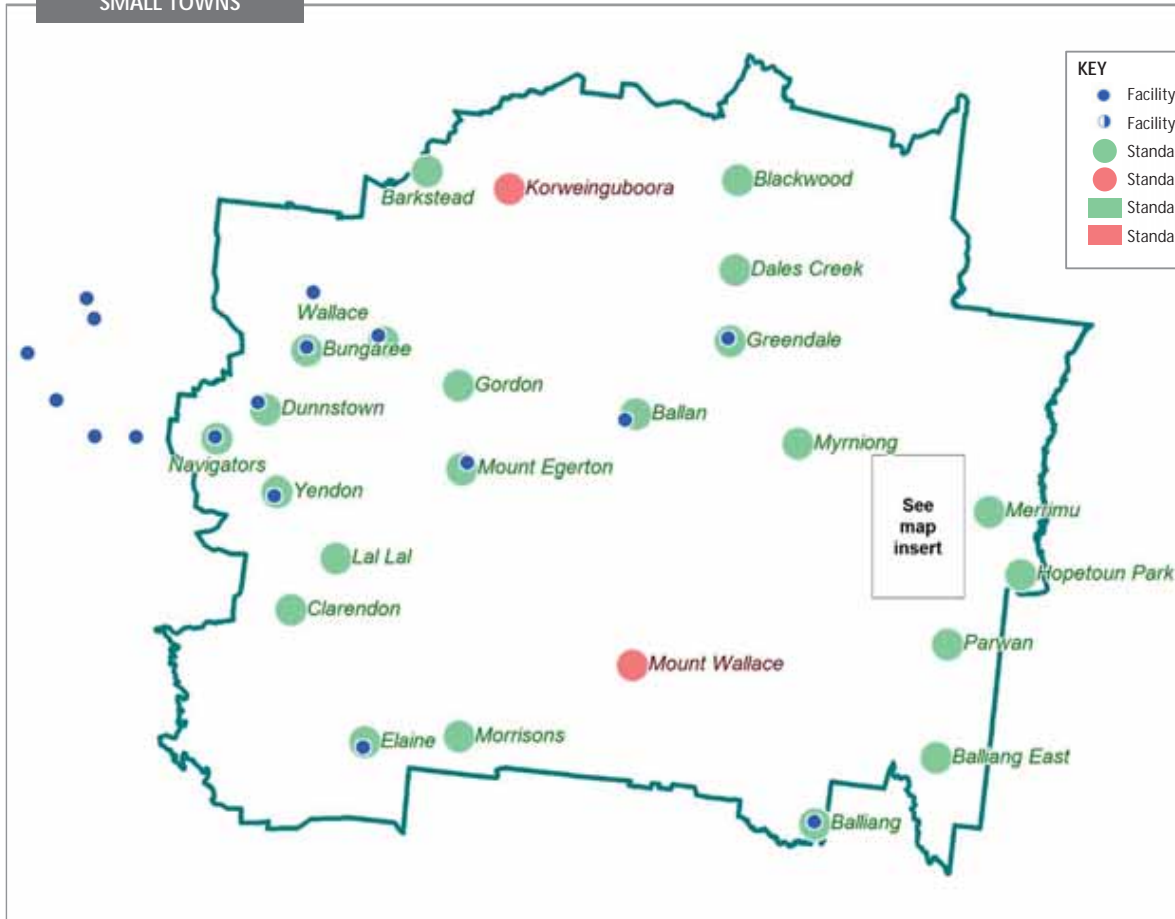 SMALL TOWNS
KEY
Facility
Facility
Standa
Standa
Standa
Standa
Barkstead
Korweinguboora
Blackwood
Dales Creek
Wallace
Bungaree
Greendale
Gordon
Dunnstown
Ballan
Myrniong
Navigators
Mount Egerton
Yendon
See
map
insert
Merrimu
Lal Lal
Hopetoun Park
Clarendon
Parwan
Mount Wallace
Elaine
Morrisons
Balliang East
Balliang